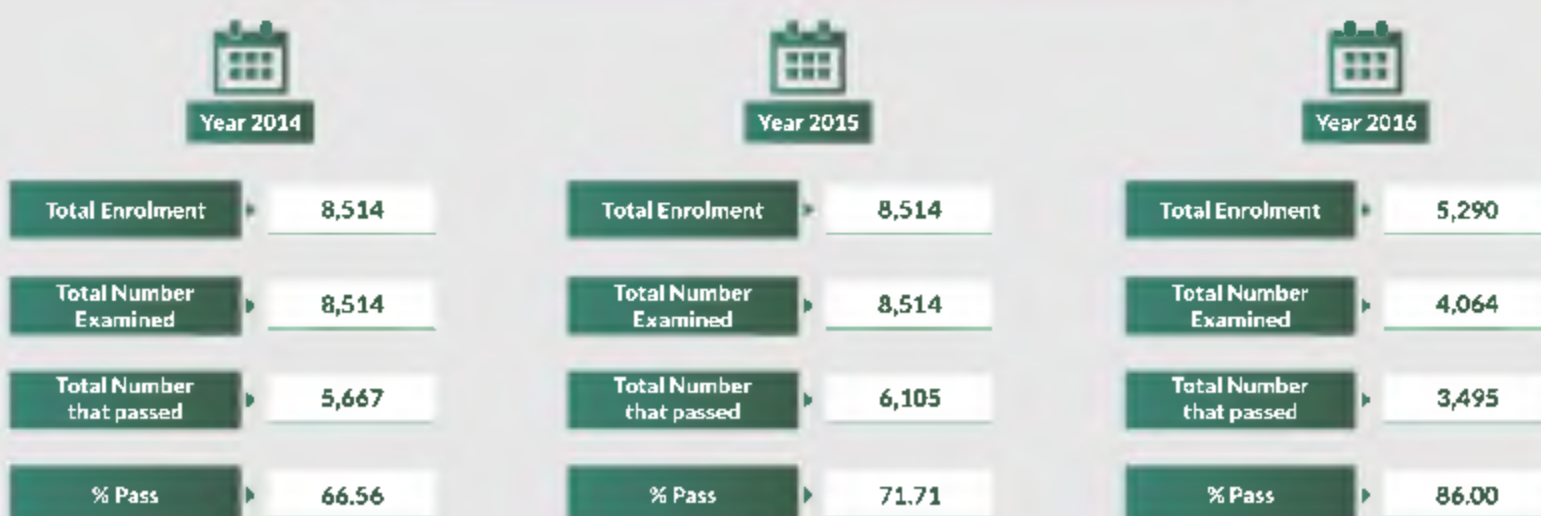 Year 2014
Total Enrolment
8,514
Total Number
Examined
8,514
Total Number
that passed
5,667
% Pass
66.56
Year 2015
Total Enrolment
8,514
Total Number
Examined
8,514
Total Number
that passed
6,105
% Pass
71.71
Year 2016
Total Enrolment
5,290
Total Number
Examined
4,064
Total Number
that passed
3,495
% Pass
86.00